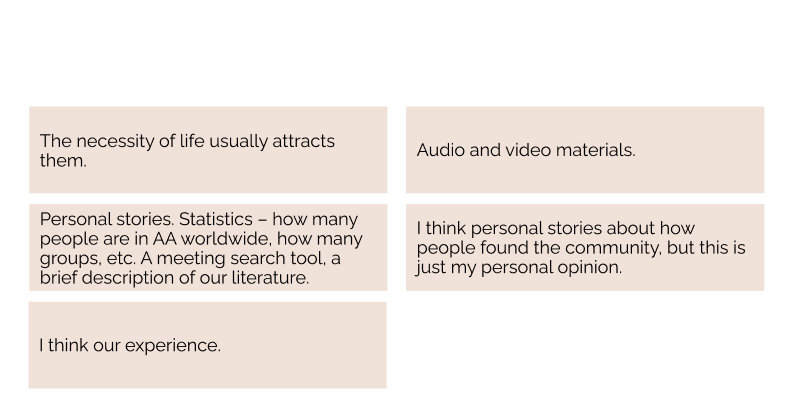 The necessity of life usually attracts
them.
Audio and video materials.
Personal stories. Statistics – how many
people are in AA worldwide, how many
groups, etc. A meeting search tool, a
brief description of our literature.
I think personal stories about how
people found the community, but this is
just my personal opinion.
I think our experience.